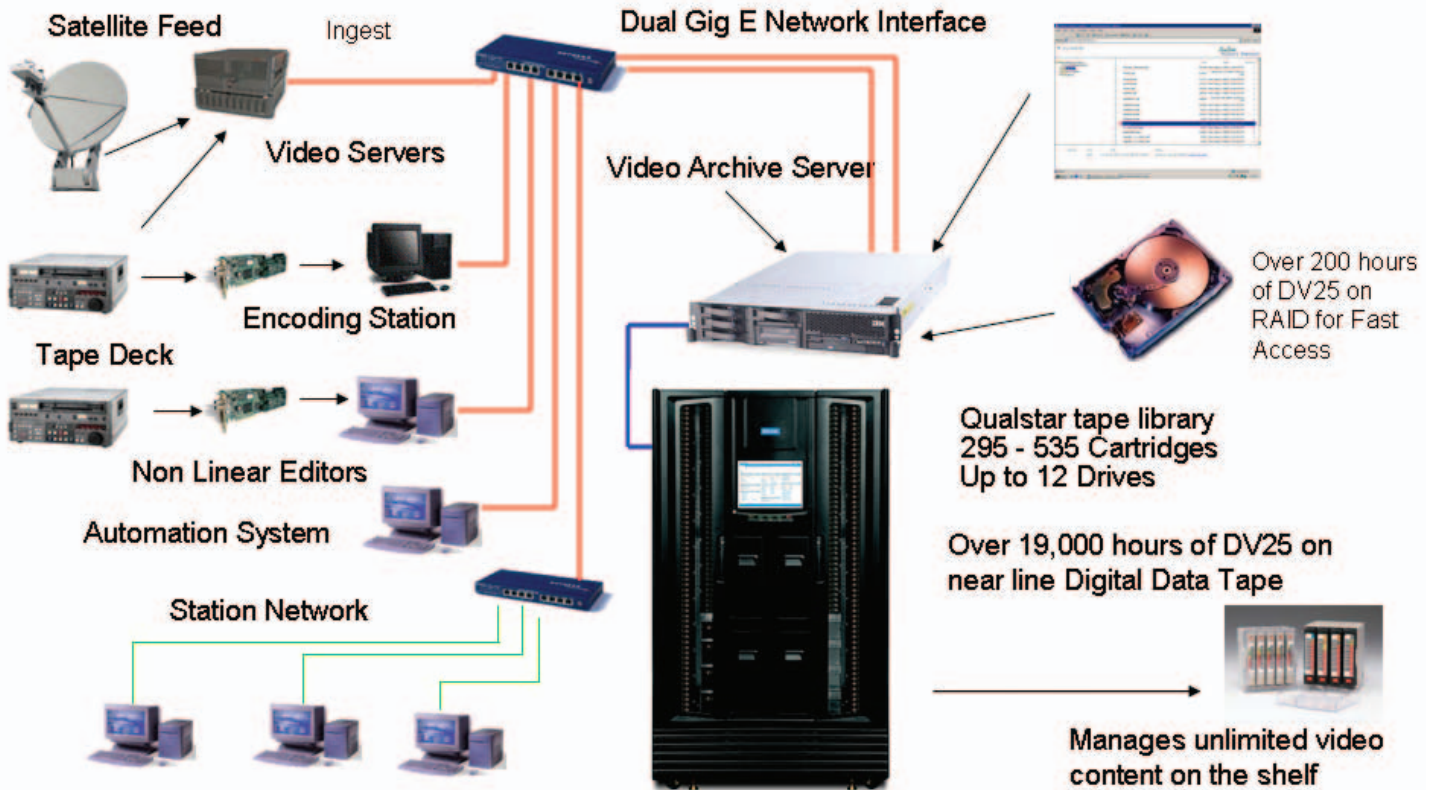 Satellite Feed
Ingest
Dual Gig E Network Interface
Video Servers
Video Archive Server
Encoding Station
Over 200 hours
of DV25 on
RAID for Fast
Access
Tape Deck
Non Linear Editors
Qualstar tape library
295 - 535 Cartridges
Up to 12 Drives
Automation System
Over 19,000 hours of DV25 on
near line Digital Data Tape
Station Network
Manages unlimited video
content on the shelf